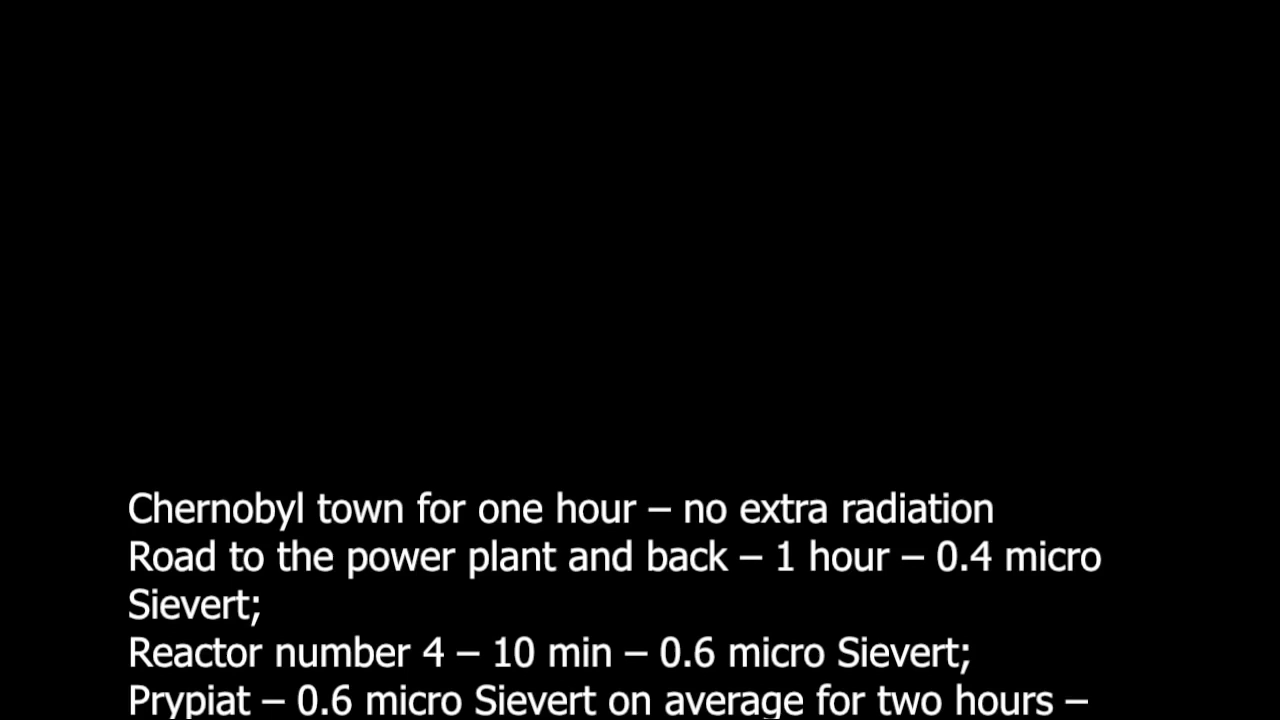 Chernobyl town for one hour – no extra radiation
Road to the power plant and back – 1 hour – 0.4 micro
Sievert;
Reactor number 4 – 10 min – 0.6 micro Sievert;
Prypiat – 0.6 micro Sievert on average for two hours –